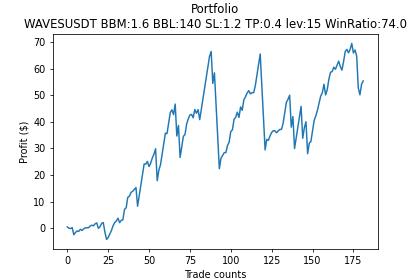 Portfolio
WAVESUSDT BBM:1.6 BBL:140 SL:1.2 TP:0.4 lev:15 WinRatio:74.0
70
60
50
40
30
20
10
0
Profit ($)
0 25 50 75 100 125 150 175
Trade counts